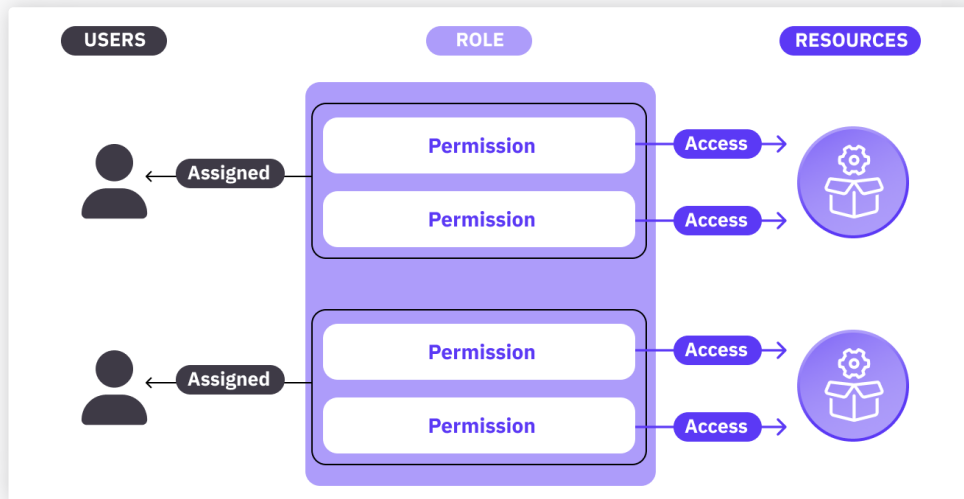 USERS
ROLE
RESOURCES
Permission
Access
Assigned
Permission
Access
Permission
Access
Assigned
Permission
Access